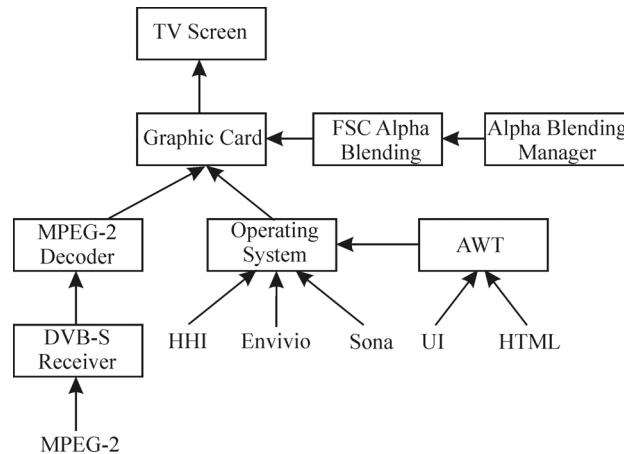 TV Screen
Graphic Card
FSC Alpha
Blending
Alpha Blending
Manager
MPEG-2
Decoder
Operating
System
AWT
DVB-S
Receiver
HHI
Envivio
Sona
UI
HTML
MPEG-2